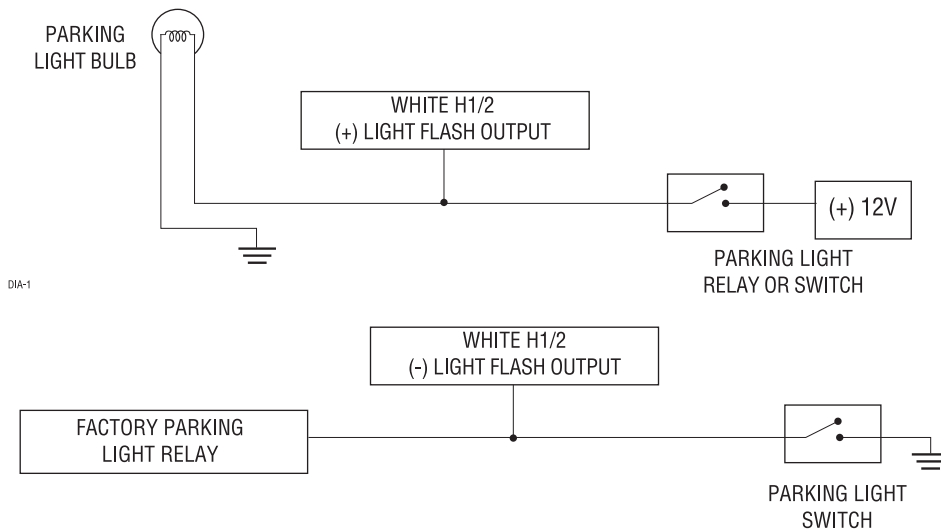 PARKING
LIGHT BULB
WHITE H1/2
(+) LIGHT FLASH OUTPUT
(+) 12V
PARKING LIGHT
RELAY OR SWITCH
DIA-1
WHITE H1/2
(-) LIGHT FLASH OUTPUT
FACTORY PARKING
LIGHT RELAY
PARKING LIGHT
SWITCH